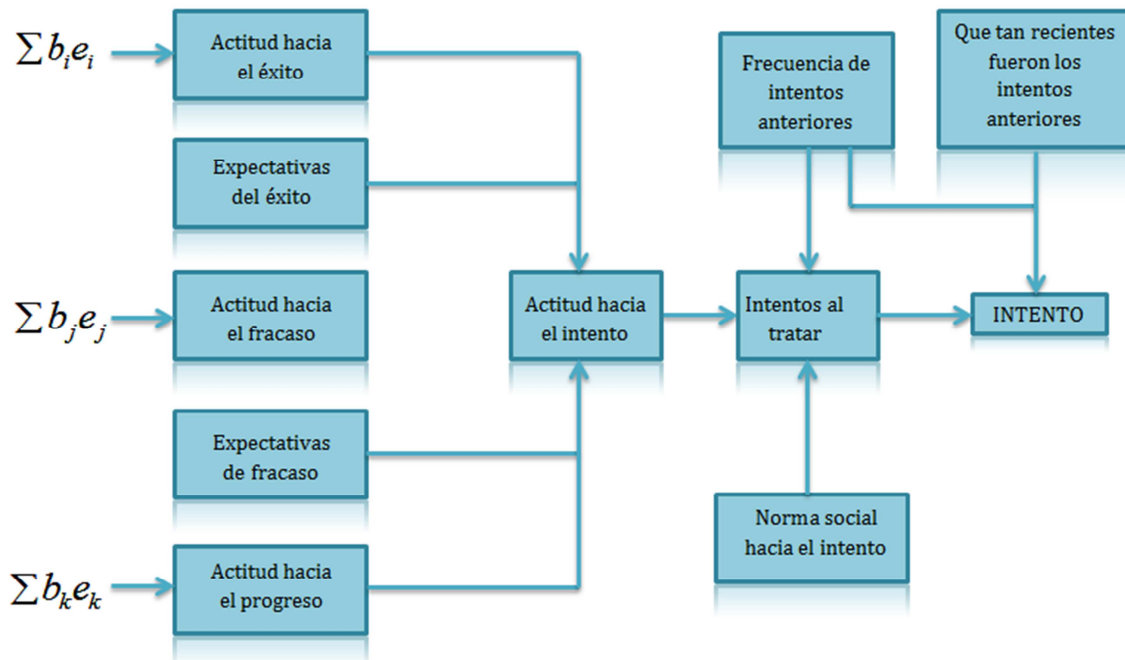 ∑ bᵢeᵢ
Actitud hacia
el éxito
Expectativas
del éxito
∑ bⱼeⱼ
Actitud hacia
el fracaso
Expectativas
de fracaso
∑ bₖeₖ
Actitud hacia
el progreso
Actitud hacia
el intento
Frecuencia de
intentos
anteriores
Intentos al
tratar
Norma social
hacia el intento
Que tan recientes
fueron los
intentos
anteriores
INTENTO